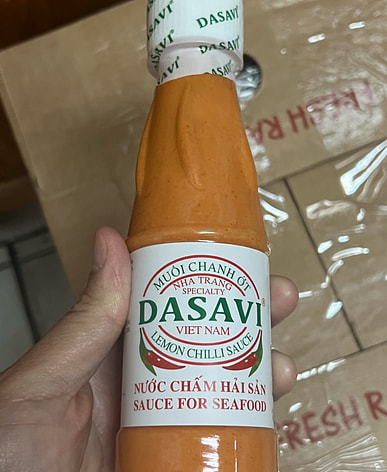 DASAVI®
DASAVI
FRESH RA
MUỐI CHANH ỚT
NHA TRANG
SPECIALTY
DASAVI®
VIET NAM
LEMON CHILLI SAUCE
NƯỚC CHẤM HẢI SẢN
SAUCE FOR SEAFOOD
FRESH R